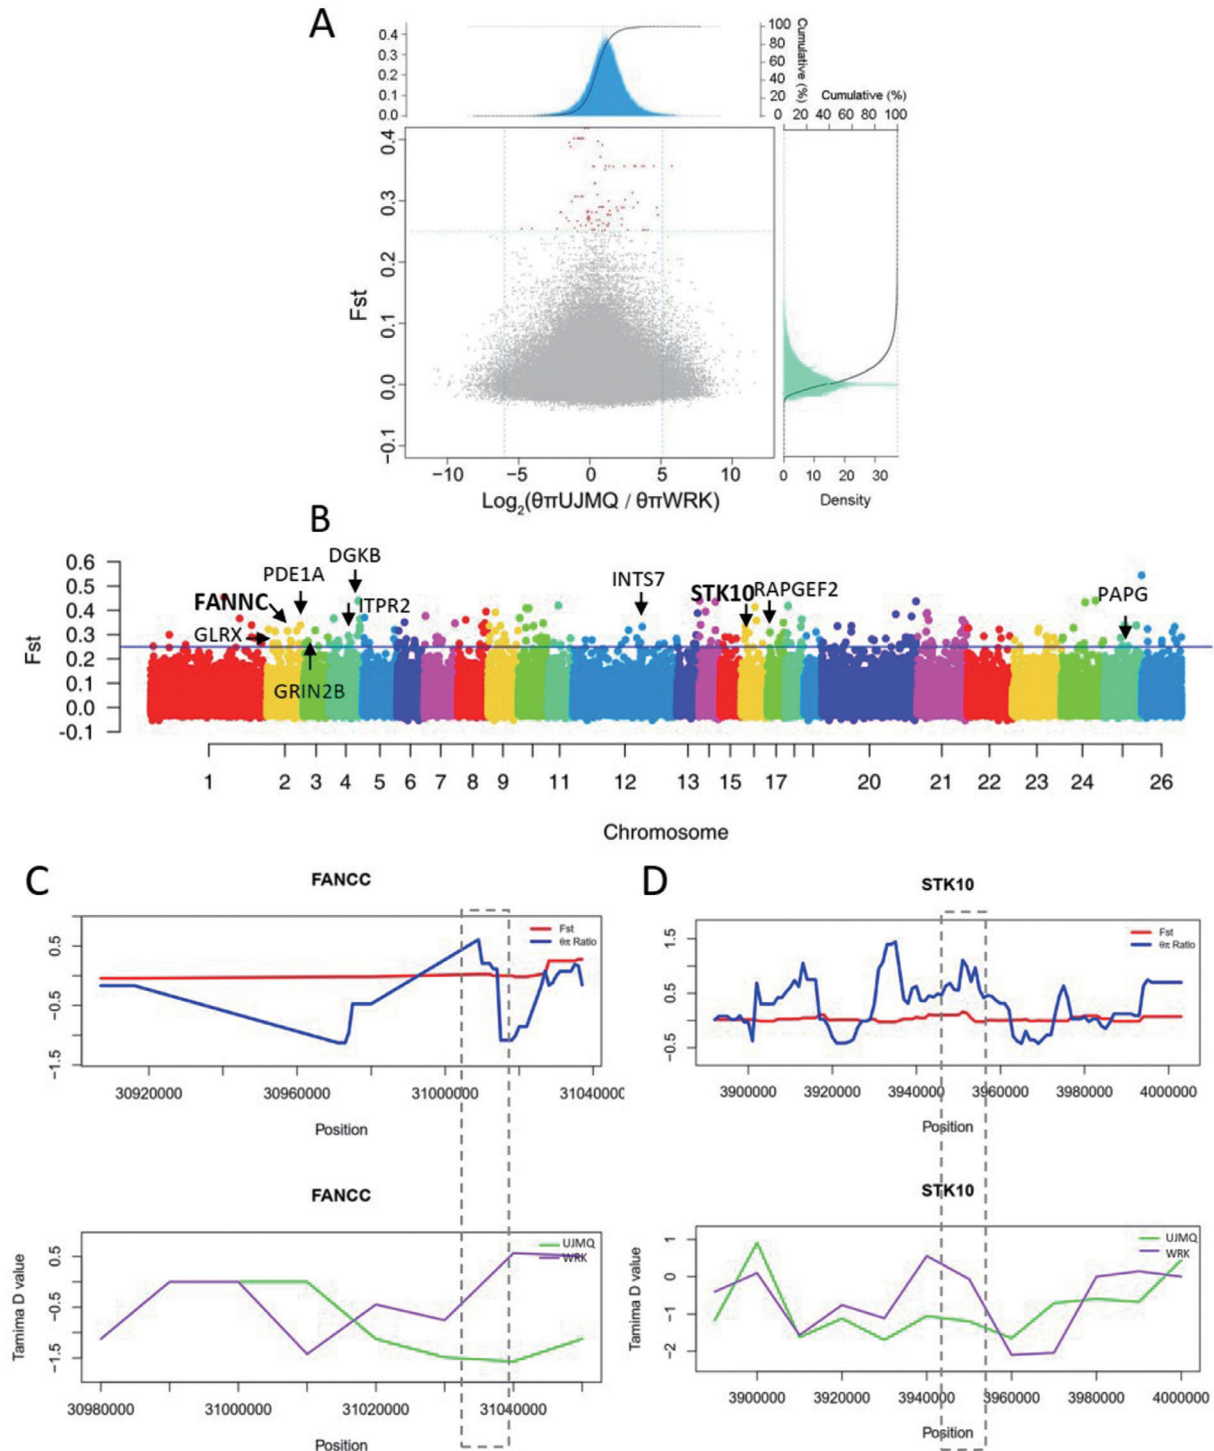 A
0.4
0.3
0.2
0.1
0.0
100
80
60
40
20
0
Cumulative (%)
Cumulative (%)
20 40 60 80 100
0.4
0.3
0.2
0.1
0.0
−0.1
Fst
−10 −5 0 5 10
Log2(θπUJMQ / θπWRK)
0 10 20 30
Density
B
0.6
0.5
0.4
0.3
0.2
0.1
0.0
-0.1
Fst
DGKB
PDE1A
INTS7
FANNC
ITPR2
STK10
RAPGEF2
PAPG
GLRX
GRIN2B
1 2 3 4 5 6 7 8 9 11 12 13 15 17 20 21 22 23 24 26
Chromosome
C
FANCC
Fst
θπ Ratio
0.5
−0.5
−1.5
30920000 30960000 31000000 31040000
Position
FANCC
UJMQ
WRK
Tamima D value
0.5
−0.5
−1.5
30980000 31000000 31020000 31040000
Position
D
STK10
Fst
θπ Ratio
1.5
0.5
−0.5
3900000 3920000 3940000 3960000 3980000 4000000
Position
STK10
UJMQ
WRK
Tamima D value
1
0
−1
−2
3900000 3920000 3940000 3960000 3980000 4000000
Position